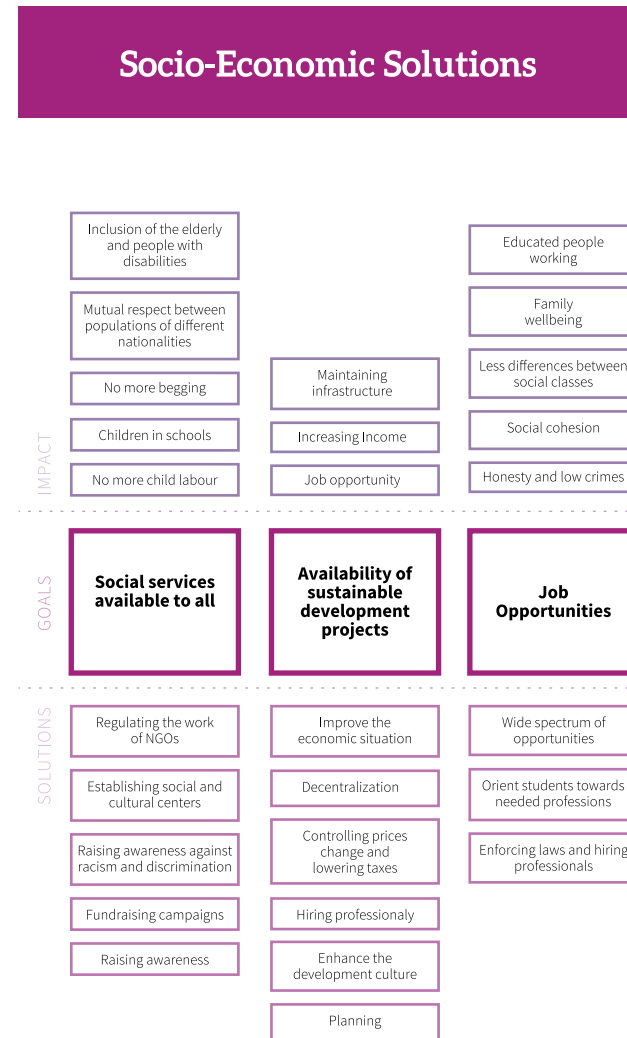 Socio-Economic Solutions
IMPACT
Inclusion of the elderly
and people with
disabilities
Mutual respect between
populations of different
nationalities
No more begging
Children in schools
No more child labour
Maintaining
infrastructure
Increasing Income
Job opportunity
Educated people
working
Family
wellbeing
Less differences between
social classes
Social cohesion
Honesty and low crimes
GOALS
Social services
available to all
Availability of
sustainable
development
projects
Job
Opportunities
SOLUTIONS
Regulating the work
of NGOs
Establishing social and
cultural centers
Raising awareness against
racism and discrimination
Fundraising campaigns
Raising awareness
Improve the
economic situation
Decentralization
Controlling prices
change and
lowering taxes
Hiring professionaly
Enhance the
development culture
Planning
Wide spectrum of
opportunities
Orient students towards
needed professions
Enforcing laws and hiring
professionals